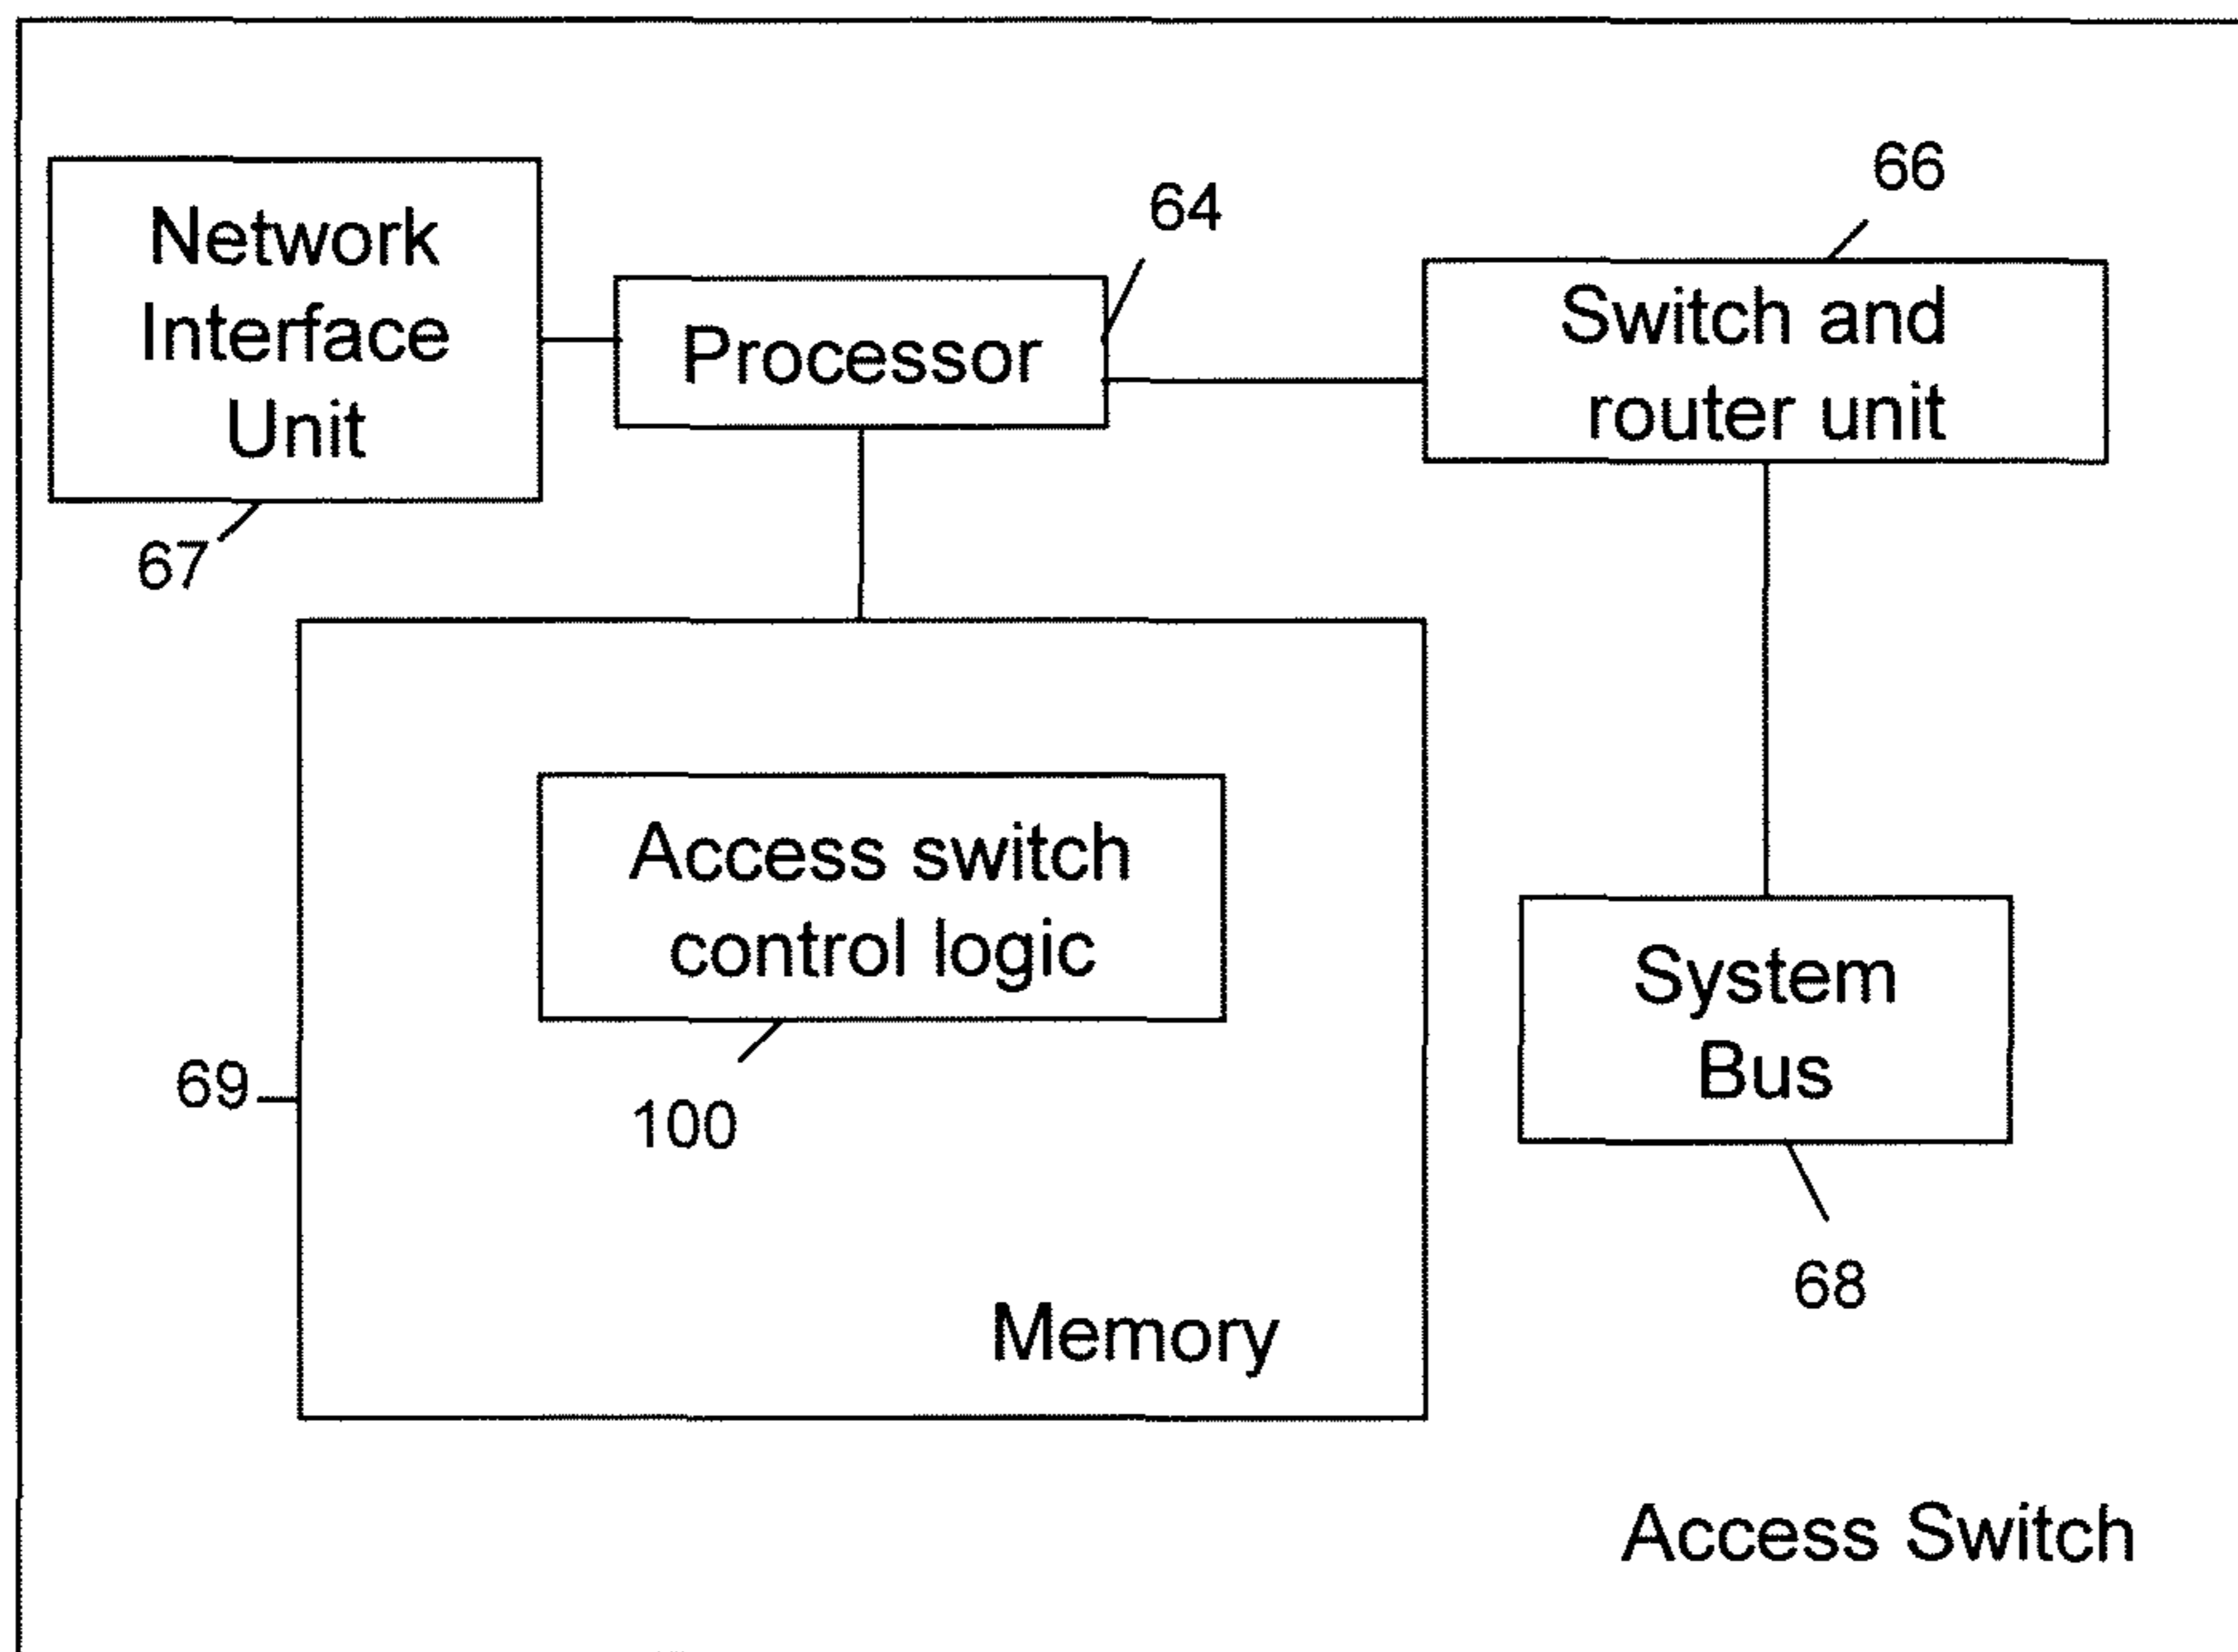 66
64
Network
Interface
Unit
Processor
Switch and
router unit
67
Access switch
control logic
System
Bus
69
100
68
Memory
Access Switch